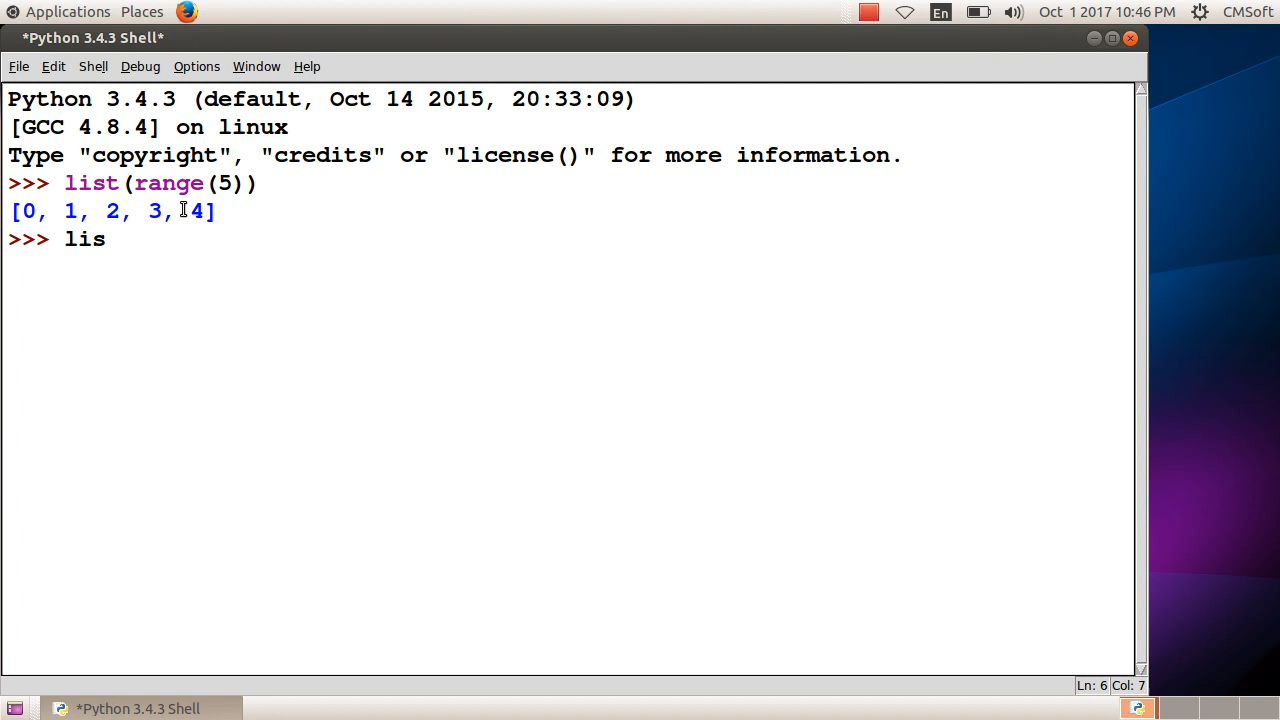 Applications Places En Oct 1 2017 10:46 PM CMSoft
*Python 3.4.3 Shell*
File Edit Shell Debug Options Window Help
Python 3.4.3 (default, Oct 14 2015, 20:33:09)
[GCC 4.8.4] on linux
Type "copyright", "credits" or "license()" for more information.
>>> list(range(5))
[0, 1, 2, 3, 4]
>>> lis
Ln: 6 Col: 7
*Python 3.4.3 Shell